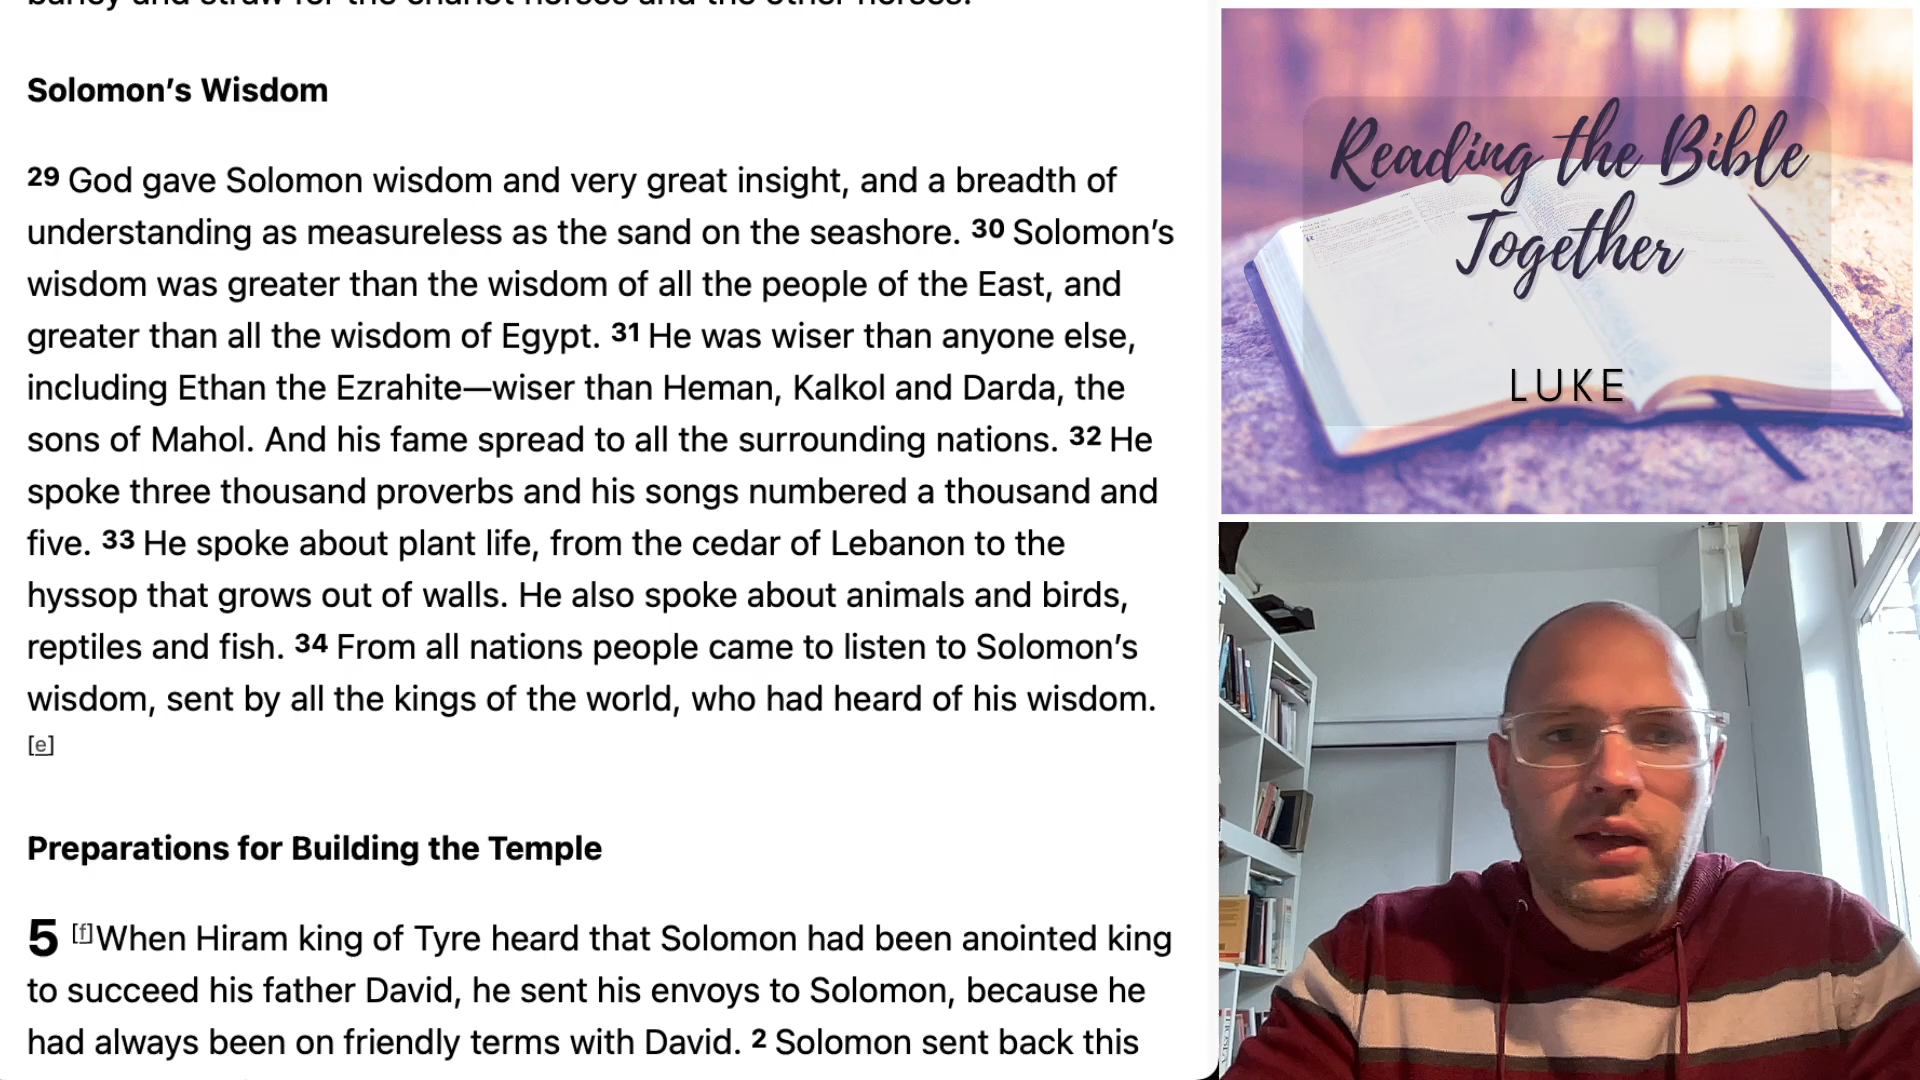 Solomon’s Wisdom
29 God gave Solomon wisdom and very great insight, and a breadth of
understanding as measureless as the sand on the seashore. 30 Solomon’s
wisdom was greater than the wisdom of all the people of the East, and
greater than all the wisdom of Egypt. 31 He was wiser than anyone else,
including Ethan the Ezrahite—wiser than Heman, Kalkol and Darda, the
sons of Mahol. And his fame spread to all the surrounding nations. 32 He
spoke three thousand proverbs and his songs numbered a thousand and
five. 33 He spoke about plant life, from the cedar of Lebanon to the
hyssop that grows out of walls. He also spoke about animals and birds,
reptiles and fish. 34 From all nations people came to listen to Solomon’s
wisdom, sent by all the kings of the world, who had heard of his wisdom.
[e]
Preparations for Building the Temple
5 [f]When Hiram king of Tyre heard that Solomon had been anointed king
to succeed his father David, he sent his envoys to Solomon, because he
had always been on friendly terms with David. 2 Solomon sent back this
Reading the Bible
Together
LUKE